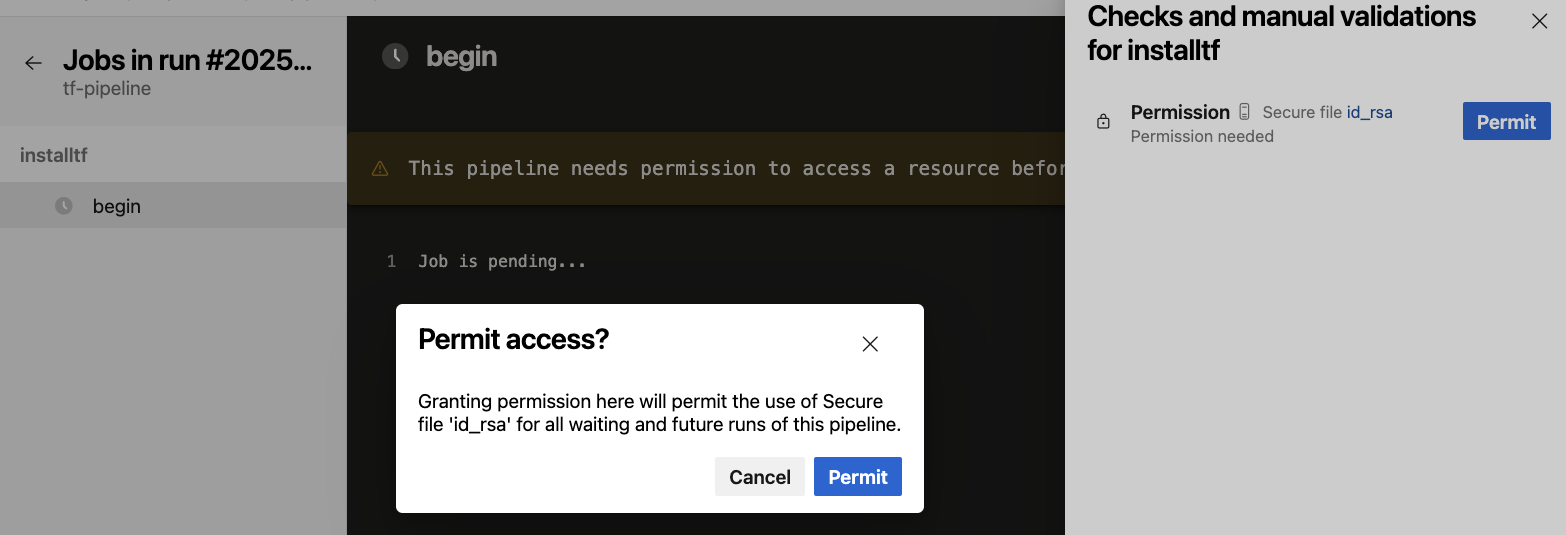 Jobs in run #2025...
tf-pipeline
installtf
begin
begin
This pipeline needs permission to access a resource befor
1 Job is pending...
Permit access?
Granting permission here will permit the use of Secure
file 'id_rsa' for all waiting and future runs of this pipeline.
Cancel Permit
Checks and manual validations
for installtf
Permission Secure file id_rsa
Permission needed
Permit